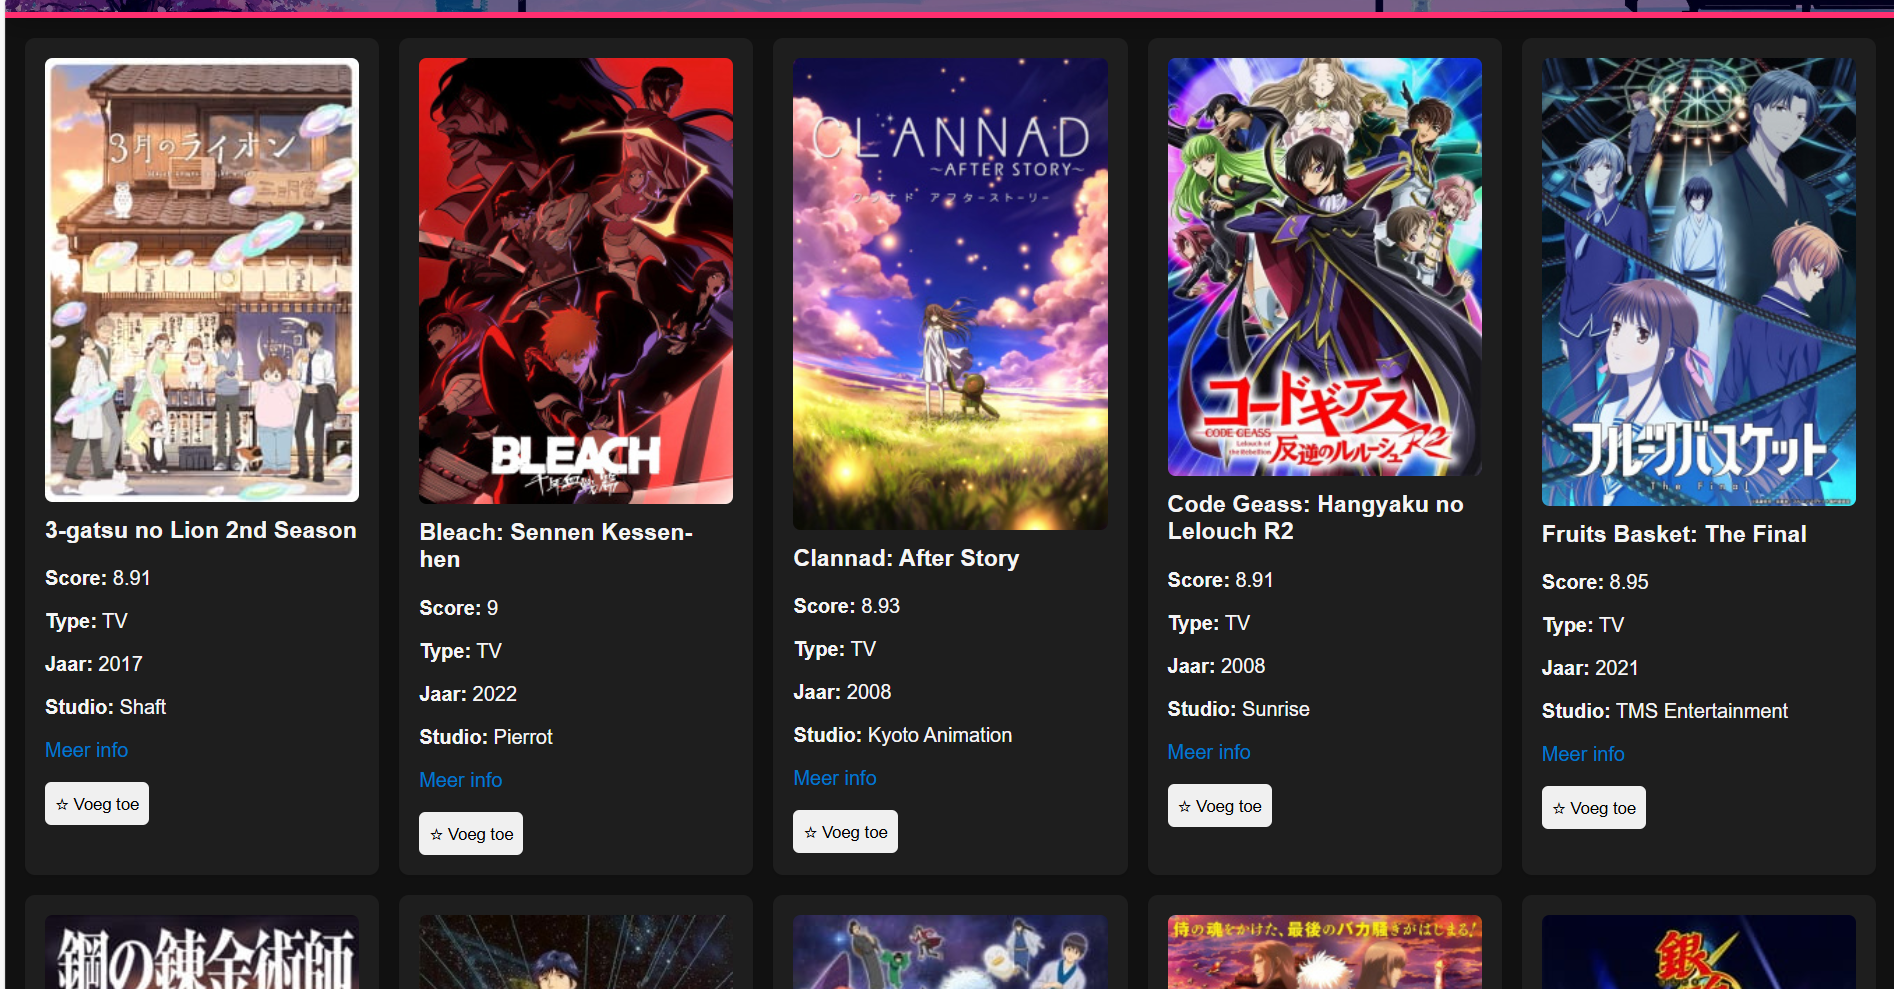 3月のライオン
BLEACH
千年血戦篇
CLANNAD
~AFTER STORY~
クラナド アフターストーリー
コードギアス
CODE GEASS
Lelouch of
the Rebellion
反逆のルルーシュ R2
フルーツバスケット
The Final
3-gatsu no Lion 2nd Season
Score: 8.91
Type: TV
Jaar: 2017
Studio: Shaft
Meer info
☆ Voeg toe
Bleach: Sennen Kessen-
hen
Score: 9
Type: TV
Jaar: 2022
Studio: Pierrot
Meer info
☆ Voeg toe
Clannad: After Story
Score: 8.93
Type: TV
Jaar: 2008
Studio: Kyoto Animation
Meer info
☆ Voeg toe
Code Geass: Hangyaku no
Lelouch R2
Score: 8.91
Type: TV
Jaar: 2008
Studio: Sunrise
Meer info
☆ Voeg toe
Fruits Basket: The Final
Score: 8.95
Type: TV
Jaar: 2021
Studio: TMS Entertainment
Meer info
☆ Voeg toe
鋼の錬金術師
侍の魂をかけた、最後のバカ騒ぎがはじまる!
銀